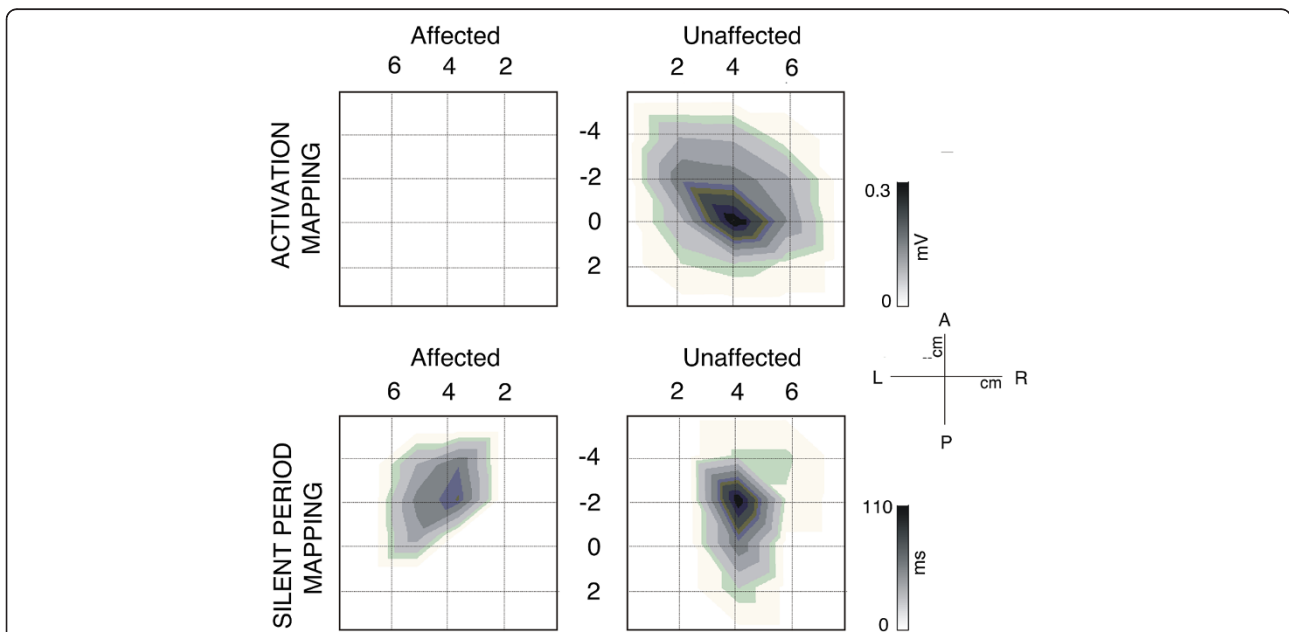 Affected
Unaffected
6 4 2
2 4 6
ACTIVATION
MAPPING
-4
-2
0
2
0.3
mV
0
A
cm
L
cm
R
P
Affected
Unaffected
6 4 2
2 4 6
SILENT PERIOD
MAPPING
-4
-2
0
2
110
ms
0